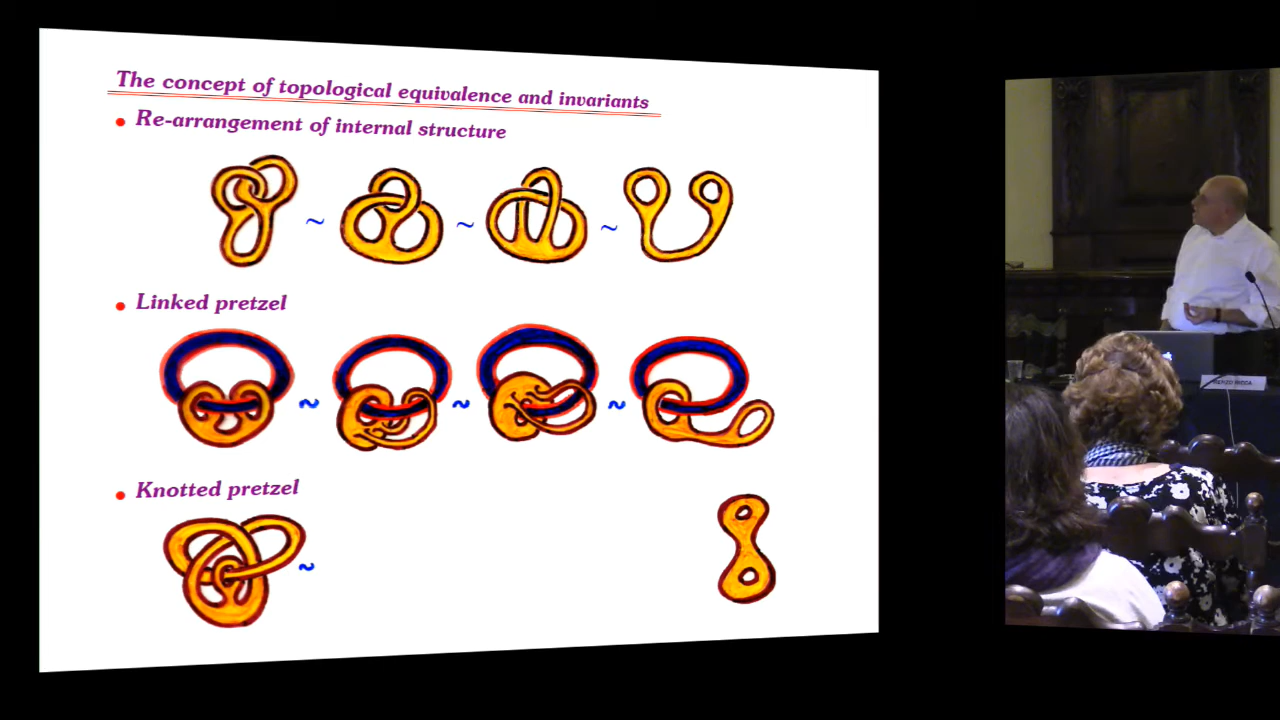 The concept of topological equivalence and invariants
• Re-arrangement of internal structure
~ ~ ~
• Linked pretzel
~ ~ ~
• Knotted pretzel
~